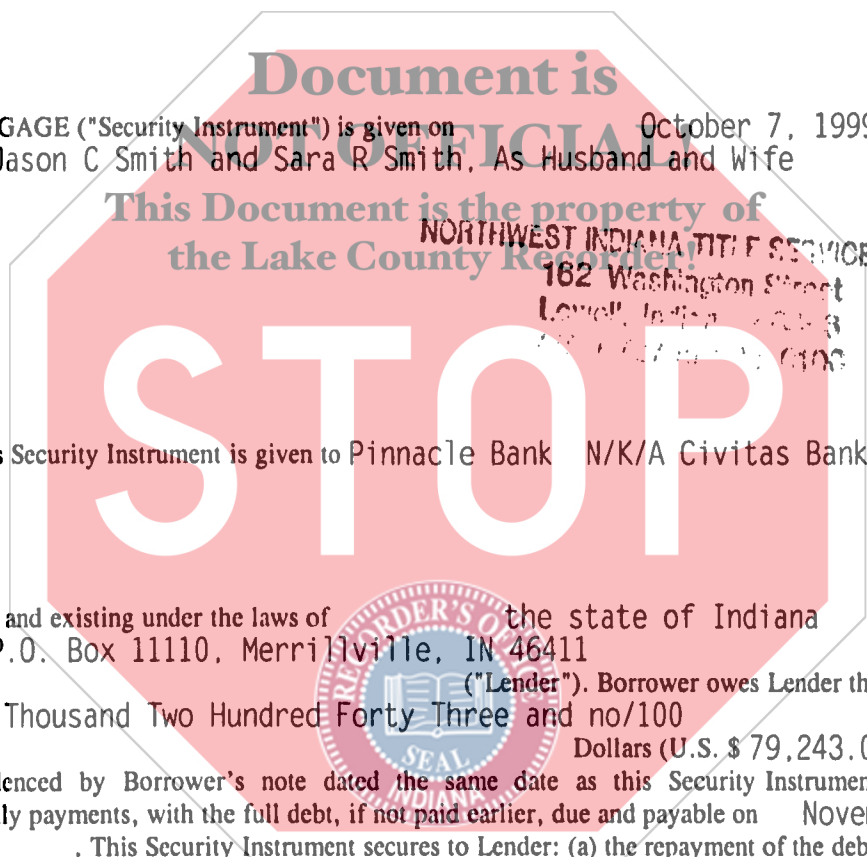 Document is
GAGE ("Security Instrument") is given on October 7, 1999
NOT OFFICIAL
Jason C Smith and Sara R Smith, As Husband and Wife
This Document is the property of
the Lake County Recorder!
NORTHWEST INDIANA TITLE SERVICE
162 Washington Street
Lowell, Indiana
STOP
s Security Instrument is given to Pinnacle Bank N/K/A Civitas Bank
and existing under the laws of the state of Indiana
P.O. Box 11110, Merrillville, IN 46411
("Lender"). Borrower owes Lender th
Thousand Two Hundred Forty Three and no/100
Dollars (U.S. $ 79,243.0
RECORDER'S OFFICE
SEAL
INDIANA
denced by Borrower's note dated the same date as this Security Instrumen
ly payments, with the full debt, if not paid earlier, due and payable on Nove
. This Security Instrument secures to Lender: (a) the repayment of the deb